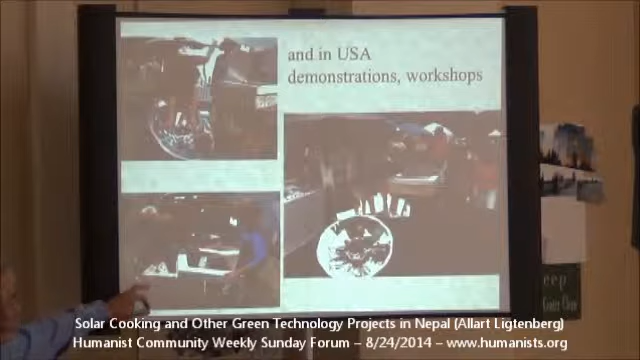 and in USA
demonstrations, workshops
eep
Solar Cooking and Other Green Technology Projects in Nepal (Allart Ligtenberg)
Humanist Community Weekly Sunday Forum – 8/24/2014 – www.humanists.org